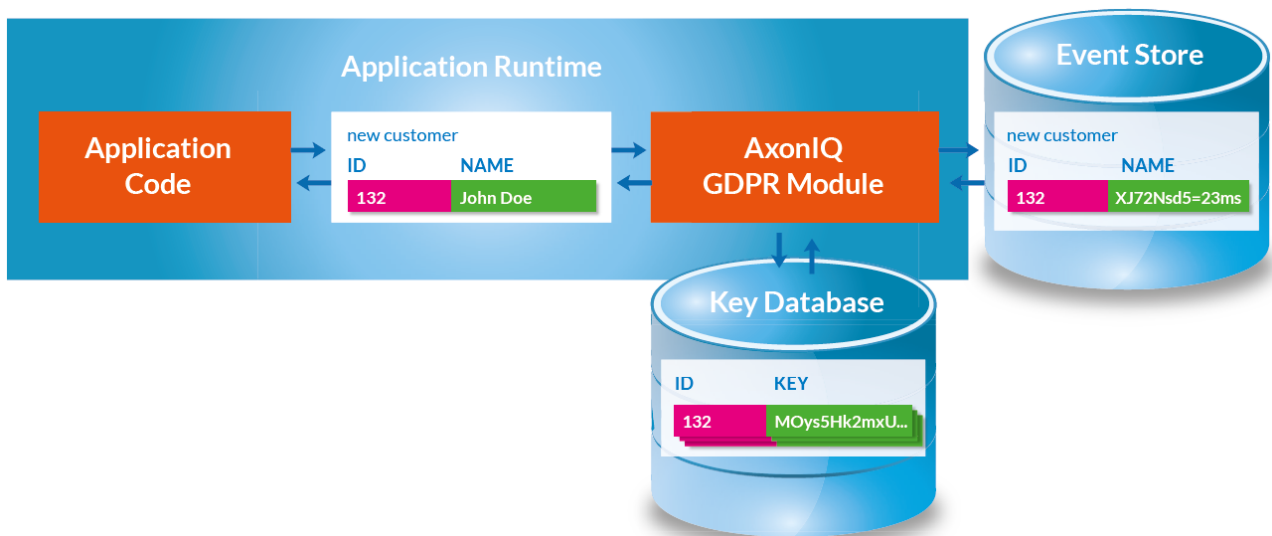 Application Runtime
Application
Code
new customer
ID NAME
132 John Doe
AxonIQ
GDPR Module
Event Store
new customer
ID NAME
132 XJ72Nsd5=23ms
Key Database
ID KEY
132 MOys5Hk2mxU...